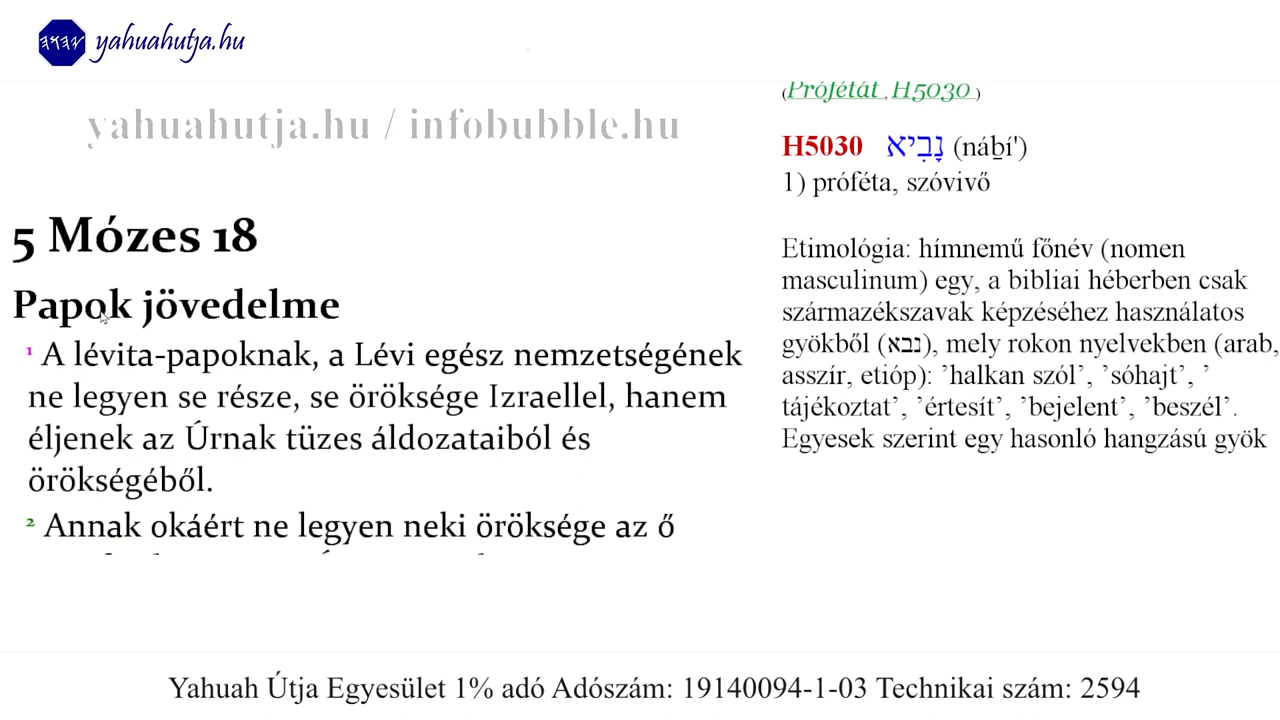 yahuahutja.hu
yahuahutja.hu / infobubble.hu
5 Mózes 18
Papok jövedelme
1 A lévita-papoknak, a Lévi egész nemzetségének
ne legyen se része, se öröksége Izraellel, hanem
éljenek az Úrnak tüzes áldozataiból és
örökségéből.
2 Annak okáért ne legyen neki öröksége az ő
(Prófétát ,H5030 )
H5030 נָבִיא (náḇí')
1) próféta, szóvivő
Etimológia: hímnemű főnév (nomen
masculinum) egy, a bibliai héberben csak
származékszavak képzéséhez használatos
gyökből (נבא), mely rokon nyelvekben (arab,
asszír, etióp): ’halkan szól’, ’sóhajt’, ’
tájékoztat’, ’értesít’, ’bejelent’, ’beszél’.
Egyesek szerint egy hasonló hangzású gyök
Yahuah Útja Egyesület 1% adó Adószám: 19140094-1-03 Technikai szám: 2594